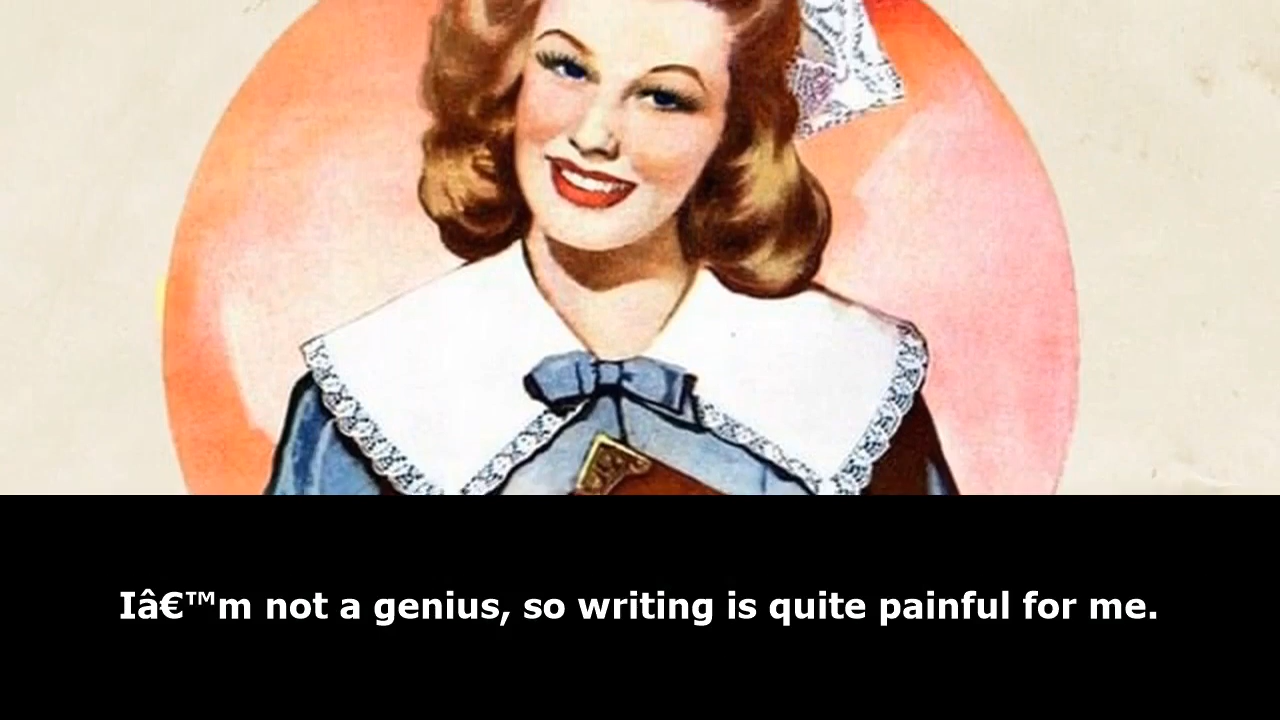 Iâ€™m not a genius, so writing is quite painful for me.